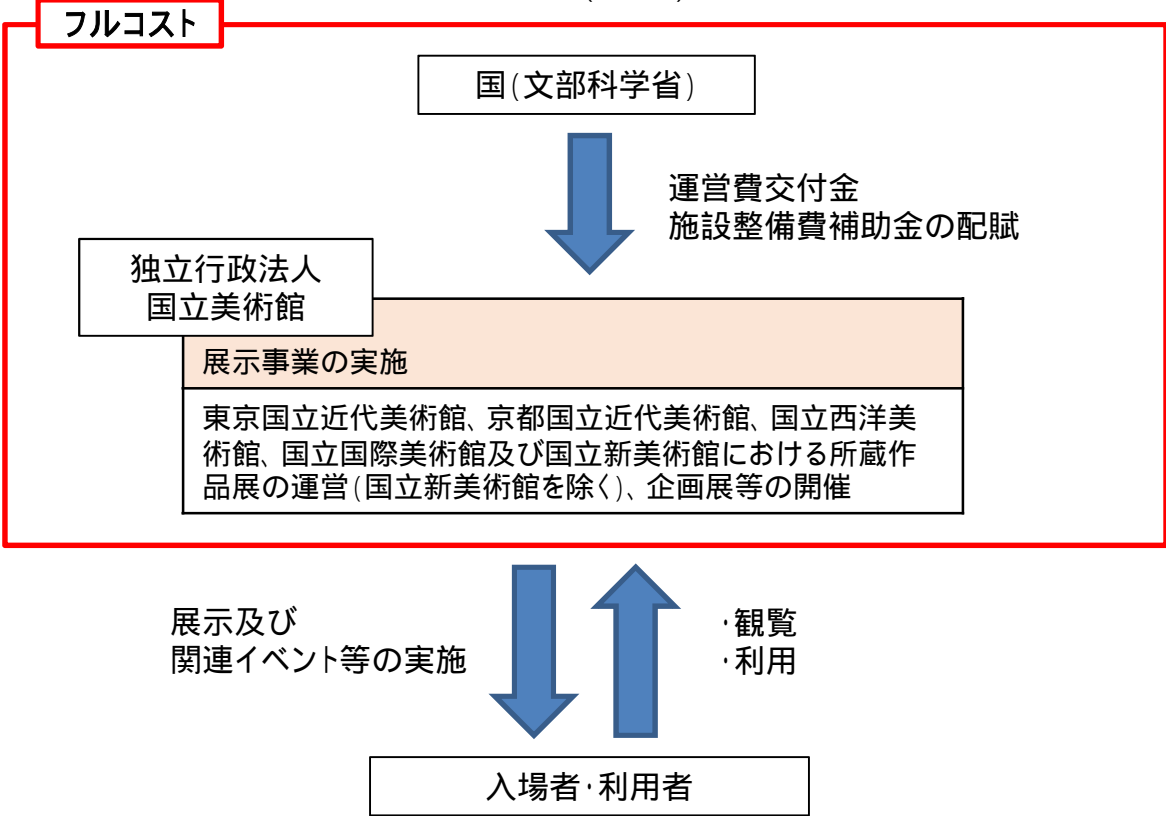 フルコスト
国(文部科学省)
運営費交付金
施設整備費補助金の配賦
独立行政法人
国立美術館
展示事業の実施
東京国立近代美術館、京都国立近代美術館、国立西洋美
術館、国立国際美術館及び国立新美術館における所蔵作
品展の運営(国立新美術館を除く)、企画展等の開催
展示及び
関連イベント等の実施
・観覧
・利用
入場者・利用者